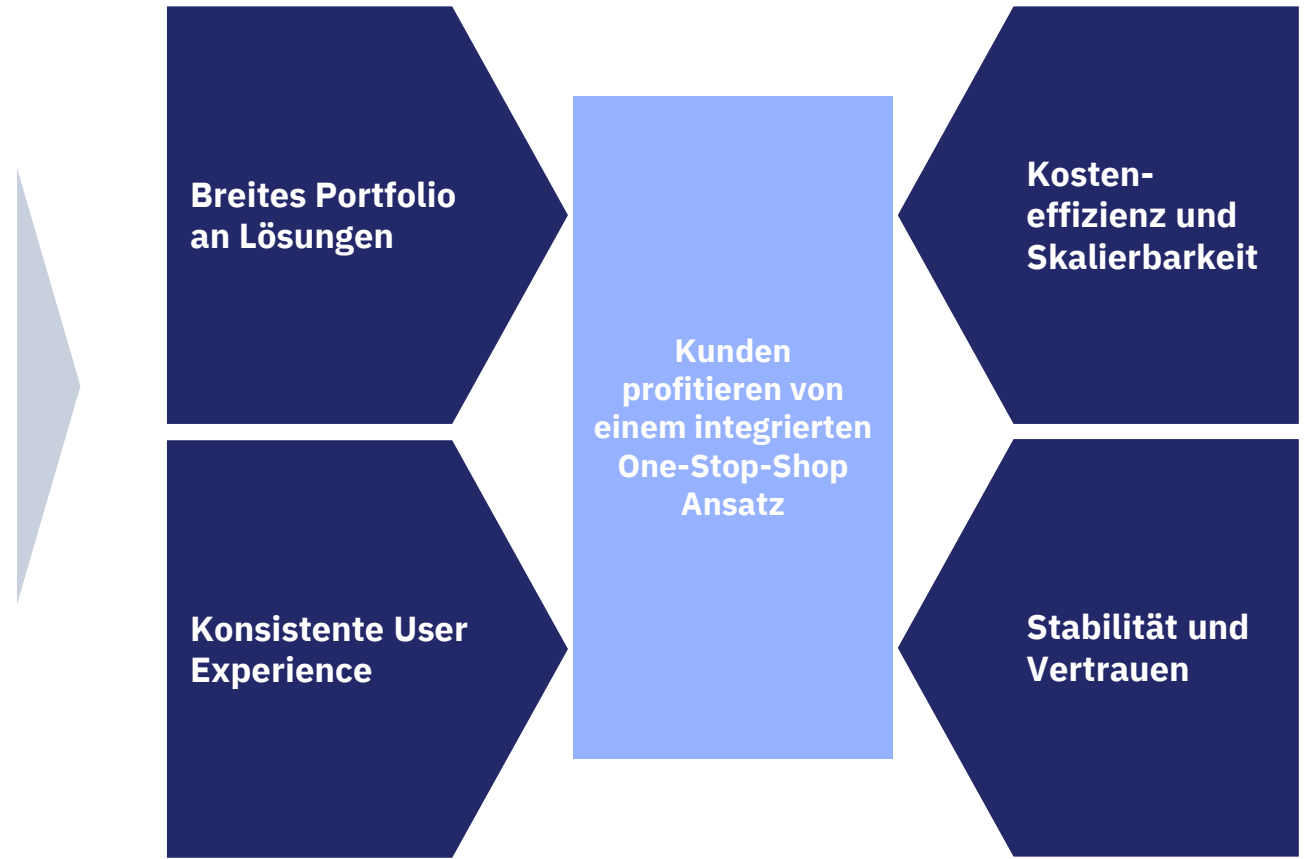 Breites Portfolio
an Lösungen
Konsistente User
Experience
Kunden
profitieren von
einem integrierten
One-Stop-Shop
Ansatz
Kosten-
effizienz und
Skalierbarkeit
Stabilität und
Vertrauen